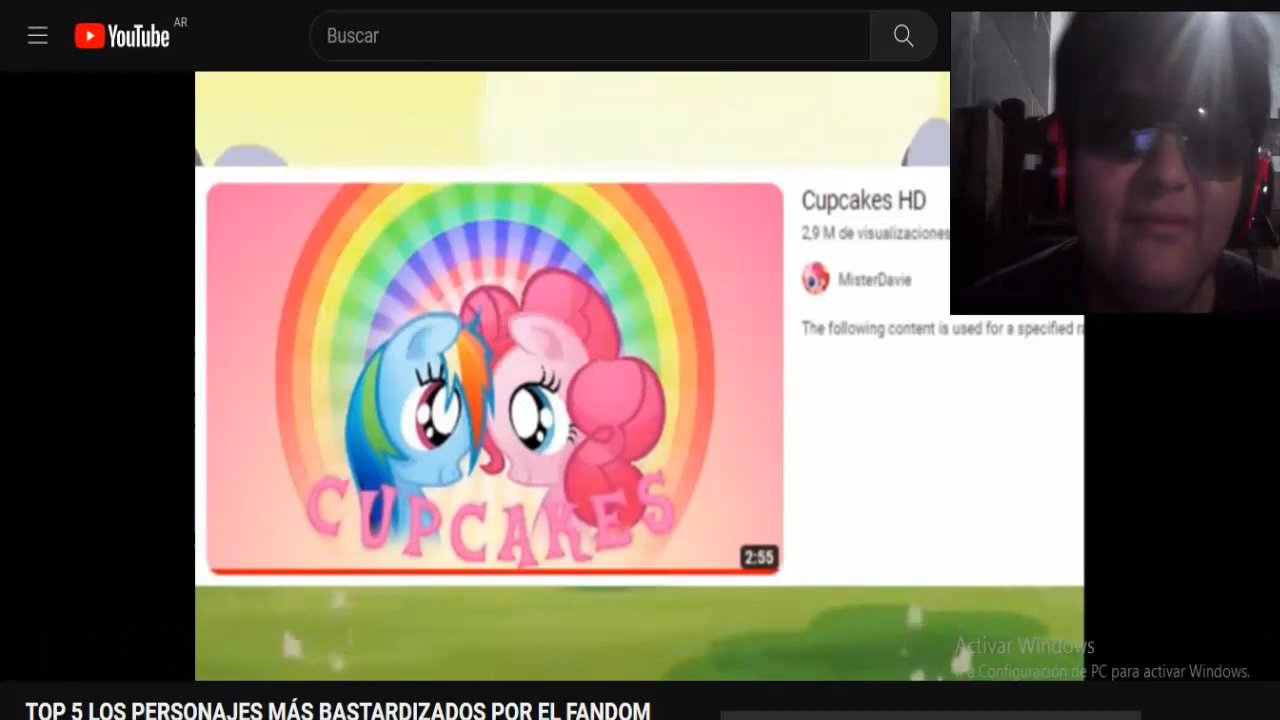 YouTube AR
Buscar
Cupcakes HD
2,9 M de visualizaciones
MisterDavie
The following content is used for a specified
CUPCAKES
2:55
Activar Windows
Configuración de PC para activar Windows.
TOP 5 LOS PERSONAJES MÁS BASTARDIZADOS POR EL FANDOM